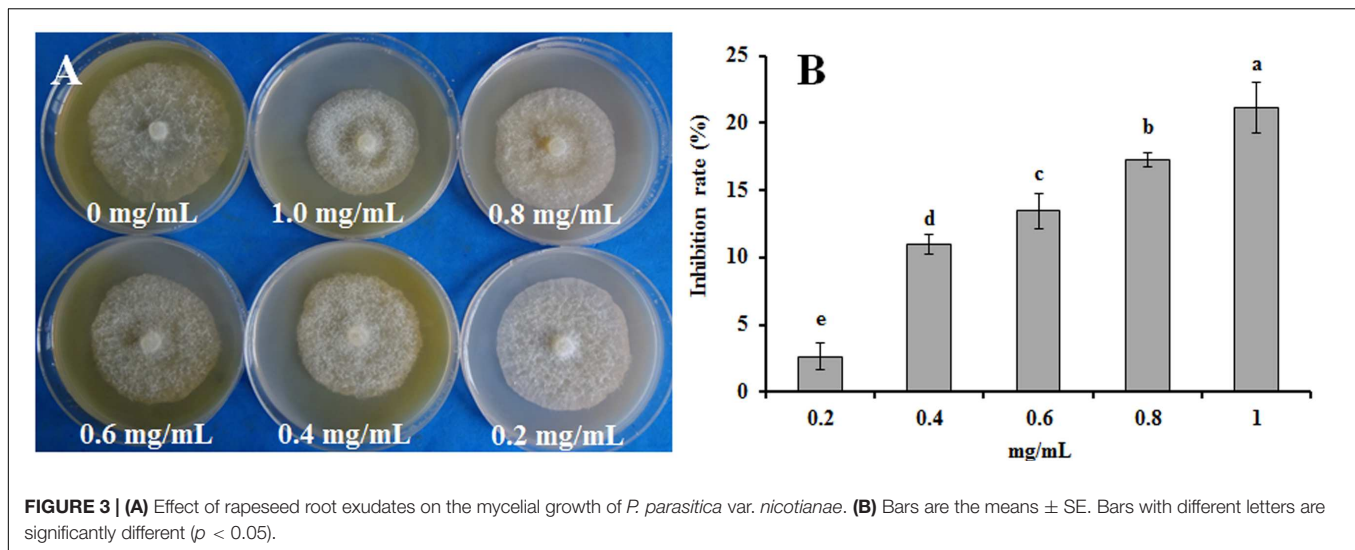 A
0 mg/mL 1.0 mg/mL 0.8 mg/mL
0.6 mg/mL 0.4 mg/mL 0.2 mg/mL
B
Inhibition rate (%)
25
20
15
10
5
0
e
d
c
b
a
0.2 0.4 0.6 0.8 1
mg/mL
FIGURE 3 | (A) Effect of rapeseed root exudates on the mycelial growth of P. parasitica var. nicotianae. (B) Bars are the means ± SE. Bars with different letters are
significantly different (p < 0.05).